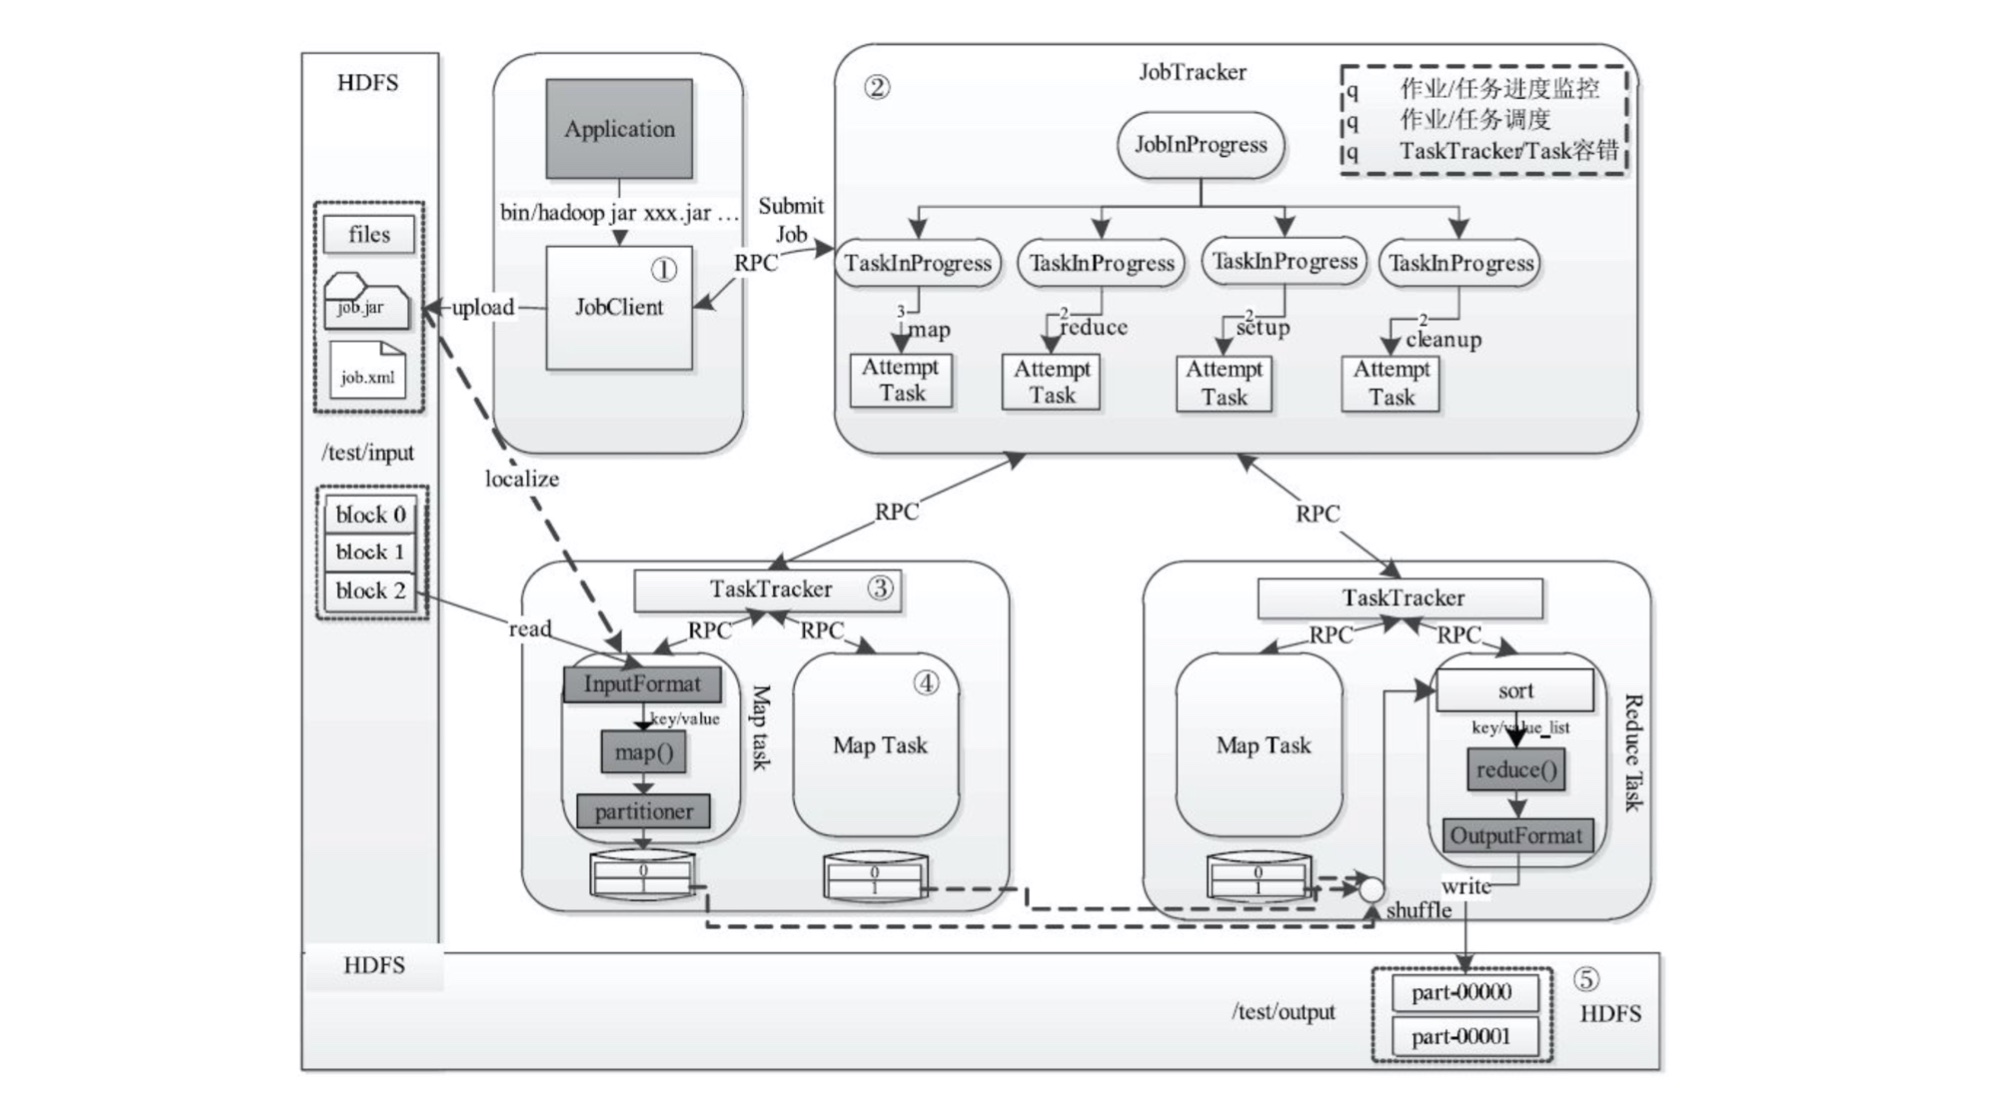 HDFS
files
job.jar
job.xml
/test/input
block 0
block 1
block 2
Application
bin/hadoop jar xxx.jar …
①
JobClient
upload
Submit
Job
RPC
localize
read
②
JobTracker
q 作业/任务进度监控
q 作业/任务调度
q TaskTracker/Task容错
JobInProgress
TaskInProgress
TaskInProgress
TaskInProgress
TaskInProgress
3
map
2
reduce
2
setup
2
cleanup
Attempt
Task
Attempt
Task
Attempt
Task
Attempt
Task
RPC
RPC
TaskTracker ③
RPC
RPC
InputFormat
key/value
map()
partitioner
Map task
0
1
④
Map Task
0
1
TaskTracker
RPC
RPC
Map Task
0
1
shuffle
sort
key/value_list
reduce()
OutputFormat
Reduce Task
write
HDFS
/test/output
part-00000
part-00001
⑤
HDFS